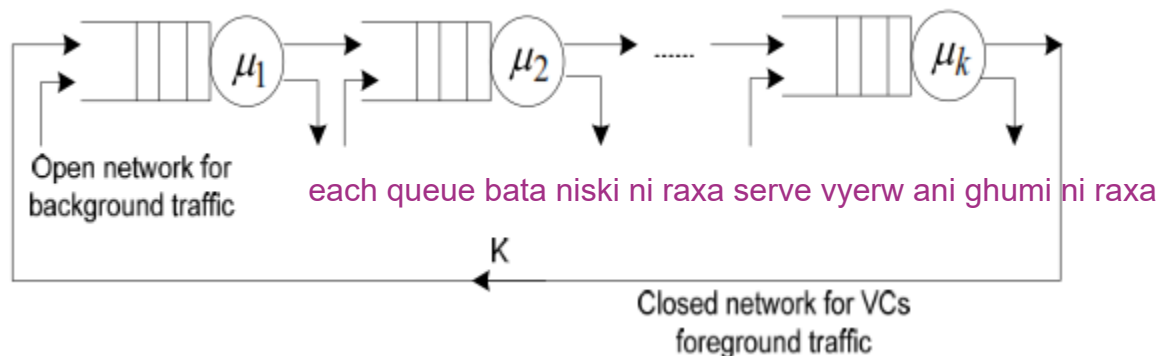 μ1
μ2
......
μk
Open network for
background traffic
each queue bata niski ni raxa serve vyerw ani ghumi ni raxa
K
Closed network for VCs
foreground traffic